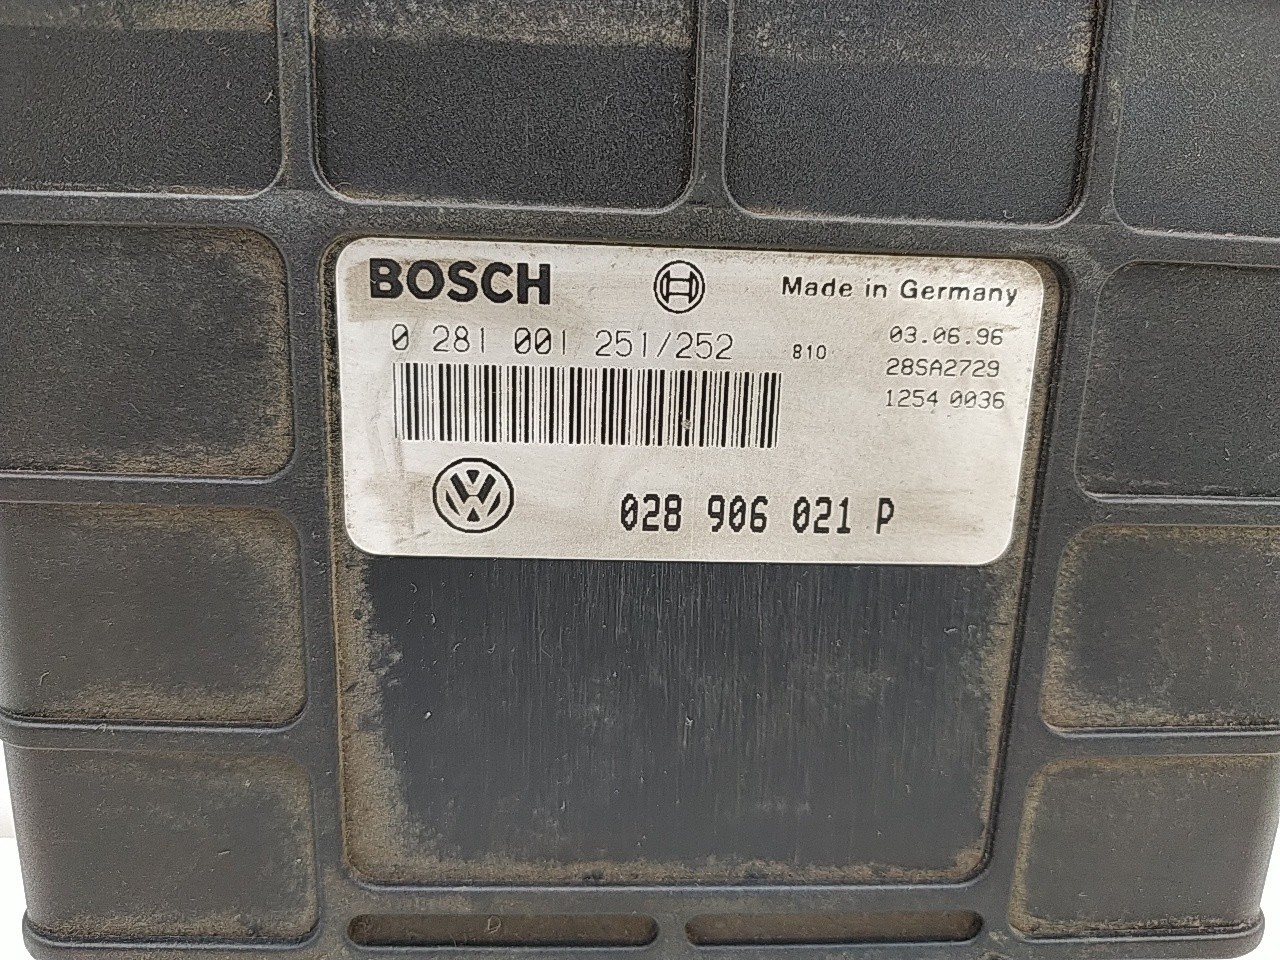 BOSCH
Made in Germany
0 281 001 251/252
810
03.06.96
28SA2729
1254 0036
028 906 021 P